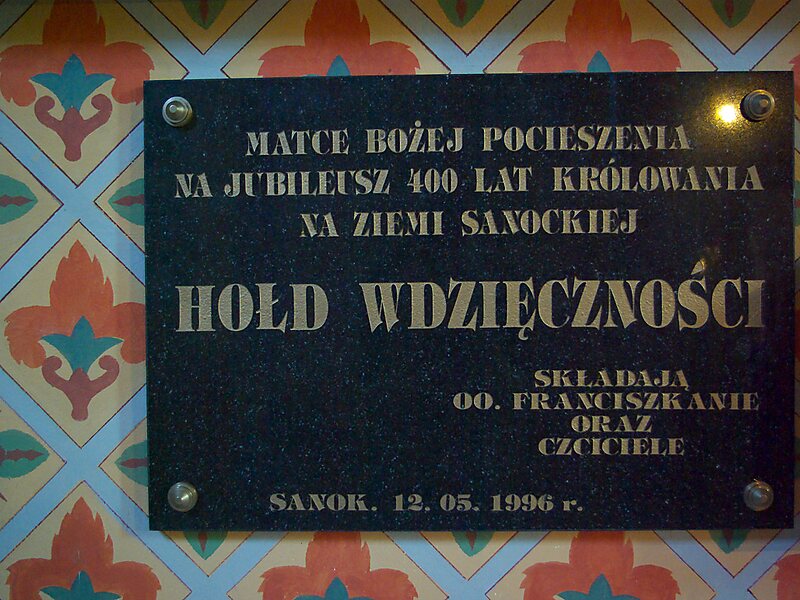 MATCE BOŻEJ POCIESZENIA
NA JUBILEUSZ 400 LAT KRÓLOWANIA
NA ZIEMI SANOCKIEJ
HOŁD WDZIĘCZNOŚCI
SKŁADAJĄ
OO. FRANCISZKANIE
ORAZ
CZCICIELE
SANOK. 12. 05. 1996 r.